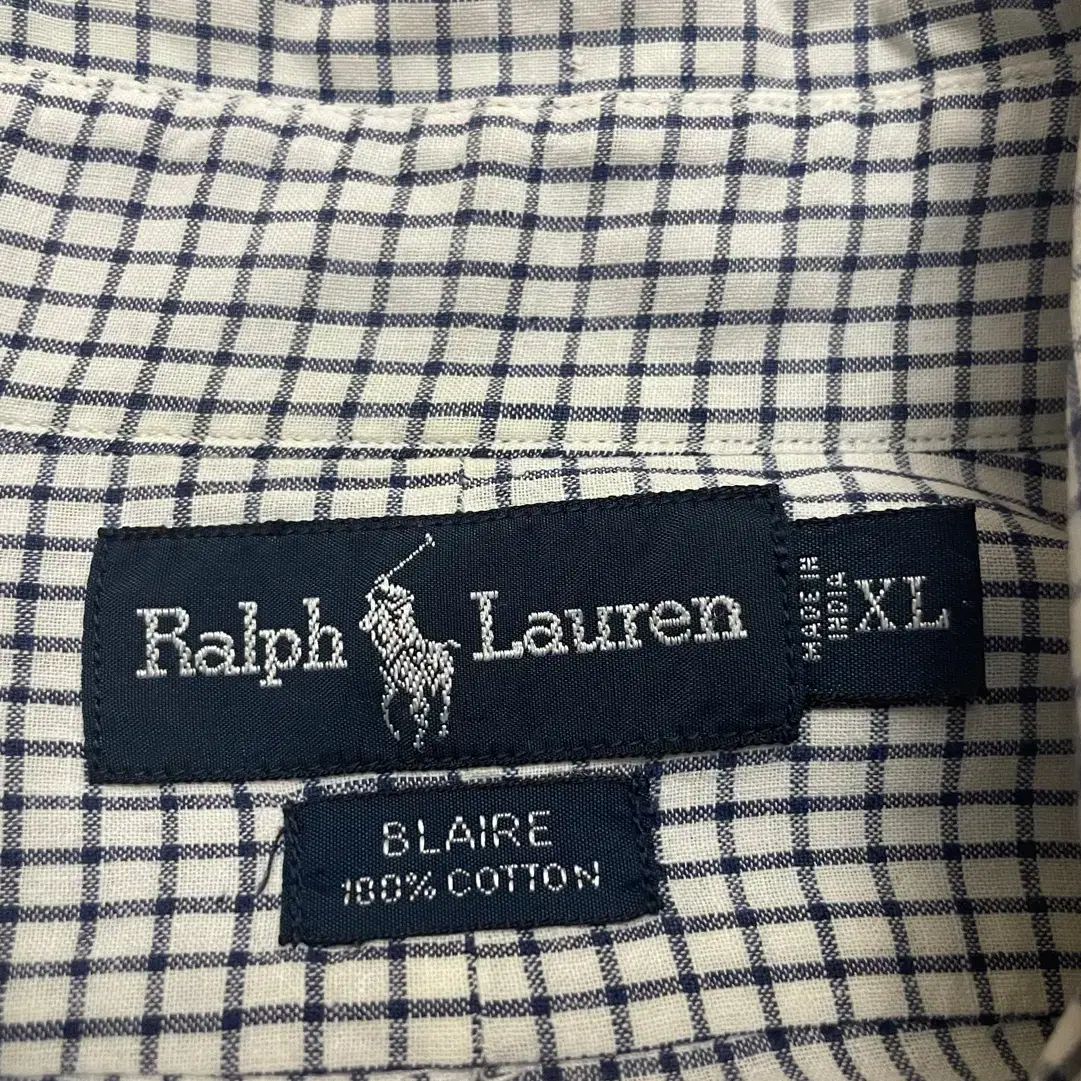 Ralph Lauren
MADE IN
INDIA
XL
BLAIRE
100% COTTON